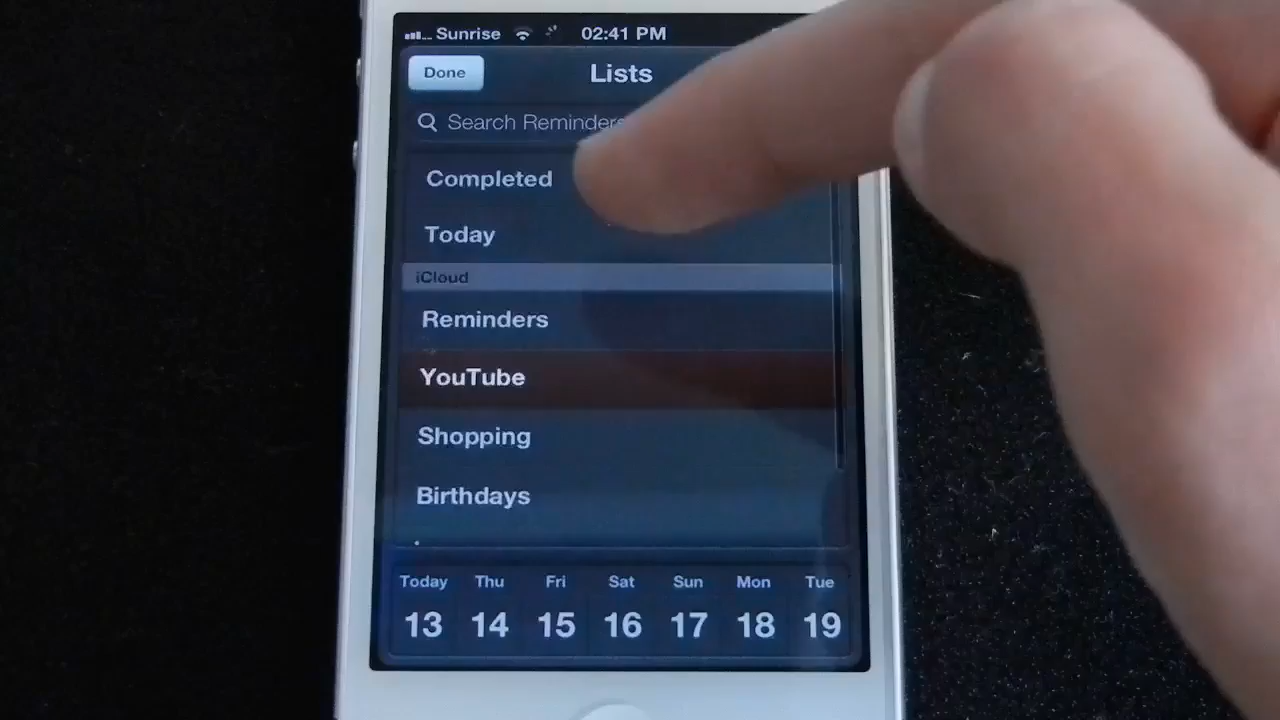 Sunrise 02:41 PM
Done Lists
Search Reminders
Completed
Today
iCloud
Reminders
YouTube
Shopping
Birthdays
Today Thu Fri Sat Sun Mon Tue
13 14 15 16 17 18 19